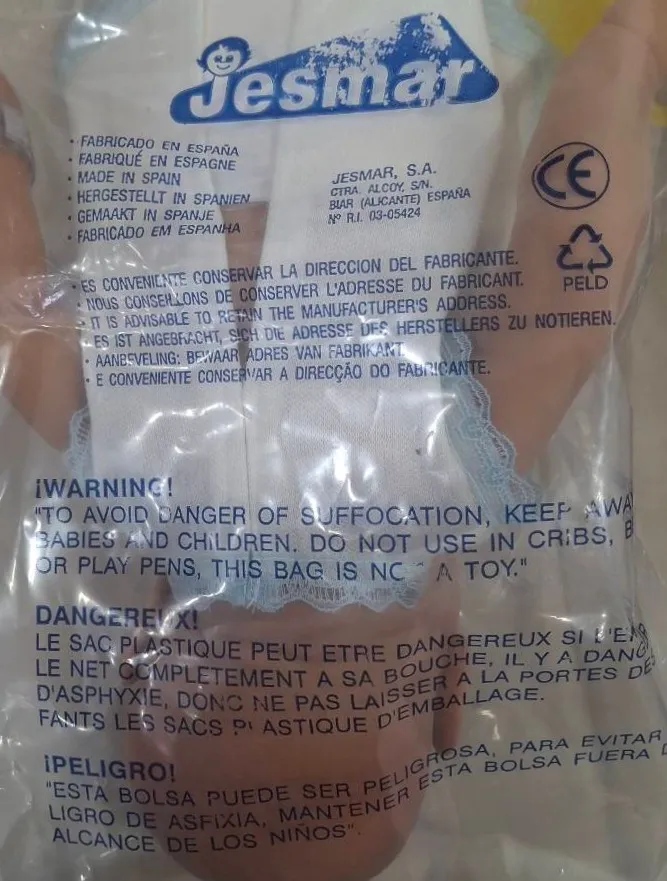 Jesmar
• FABRICADO EN ESPAÑA
• FABRIQUÉ EN ESPAGNE
• MADE IN SPAIN
• HERGESTELLT IN SPANIEN
• GEMAAKT IN SPANJE
• FABRICADO EM ESPANHA
JESMAR, S.A.
CTRA. ALCOY, S/N.
BIAR (ALICANTE) ESPAÑA
Nº R.I. 03-05424
CE
PELD
• ES CONVENIENTE CONSERVAR LA DIRECCION DEL FABRICANTE.
• NOUS CONSEILLONS DE CONSERVER L'ADRESSE DU FABRICANT.
• IT IS ADVISABLE TO RETAIN THE MANUFACTURER'S ADDRESS.
• ES IST ANGEBRACHT, SICH DIE ADRESSE DES HERSTELLERS ZU NOTIEREN.
• AANBEVELING: BEWAAR ADRES VAN FABRIKANT.
• E CONVENIENTE CONSERVAR A DIRECÇÃO DO FABRICANTE.
¡WARNING!
"TO AVOID DANGER OF SUFFOCATION, KEEP AWA
BABIES AND CHILDREN. DO NOT USE IN CRIBS, B
OR PLAY PENS, THIS BAG IS NO A TOY."
DANGEREUX!
LE SAC PLASTIQUE PEUT ETRE DANGEREUX SI
LE NET COMPLETEMENT A SA BOUCHE, IL Y A DANG
D'ASPHYXIE, DONC NE PAS LAISSER A LA PORTES DE
FANTS LES SACS PLASTIQUE D'EMBALLAGE.
¡PELIGRO!
"ESTA BOLSA PUEDE SER PELIGROSA, PARA EVITAR
LIGRO DE ASFIXIA, MANTENER ESTA BOLSA FUERA D
ALCANCE DE LOS NIÑOS".